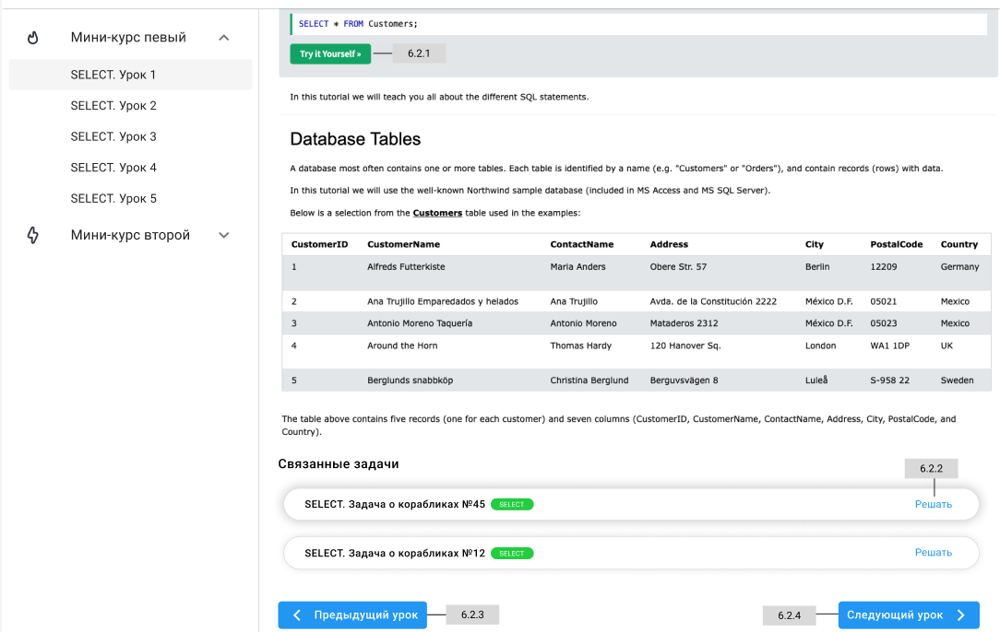 Мини-курс певый
SELECT. Урок 1
SELECT. Урок 2
SELECT. Урок 3
SELECT. Урок 4
SELECT. Урок 5
Мини-курс второй
SELECT * FROM Customers;
Try it Yourself » 6.2.1
In this tutorial we will teach you all about the different SQL statements.
Database Tables
A database most often contains one or more tables. Each table is identified by a name (e.g. "Customers" or "Orders"), and contain records (rows) with data.
In this tutorial we will use the well-known Northwind sample database (included in MS Access and MS SQL Server).
Below is a selection from the Customers table used in the examples:
CustomerID CustomerName ContactName Address City PostalCode Country
1 Alfreds Futterkiste Maria Anders Obere Str. 57 Berlin 12209 Germany
2 Ana Trujillo Emparedados y helados Ana Trujillo Avda. de la Constitución 2222 México D.F. 05021 Mexico
3 Antonio Moreno Taquería Antonio Moreno Mataderos 2312 México D.F. 05023 Mexico
4 Around the Horn Thomas Hardy 120 Hanover Sq. London WA1 1DP UK
5 Berglunds snabbköp Christina Berglund Berguvsvägen 8 Luleå S-958 22 Sweden
The table above contains five records (one for each customer) and seven columns (CustomerID, CustomerName, ContactName, Address, City, PostalCode, and
Country).
Связанные задачи
6.2.2
SELECT. Задача о корабликах №45 SELECT Решать
SELECT. Задача о корабликах №12 SELECT Решать
Предыдущий урок 6.2.3 6.2.4 Следующий урок